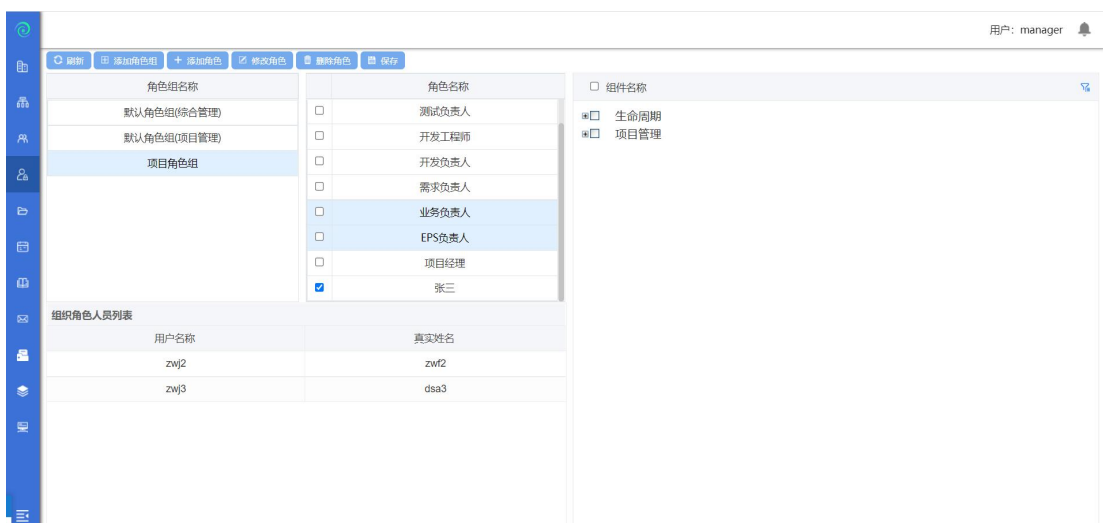 用户：manager
刷新 添加角色组 添加角色 修改角色 删除角色 保存
角色组名称 角色名称 组件名称
默认角色组(综合管理) 测试负责人 生命周期
默认角色组(项目管理) 开发工程师 项目管理
项目角色组 开发负责人
需求负责人
业务负责人
EPS负责人
项目经理
张三
组织角色人员列表
用户名称 真实姓名
zwj2 zwf2
zwj3 dsa3